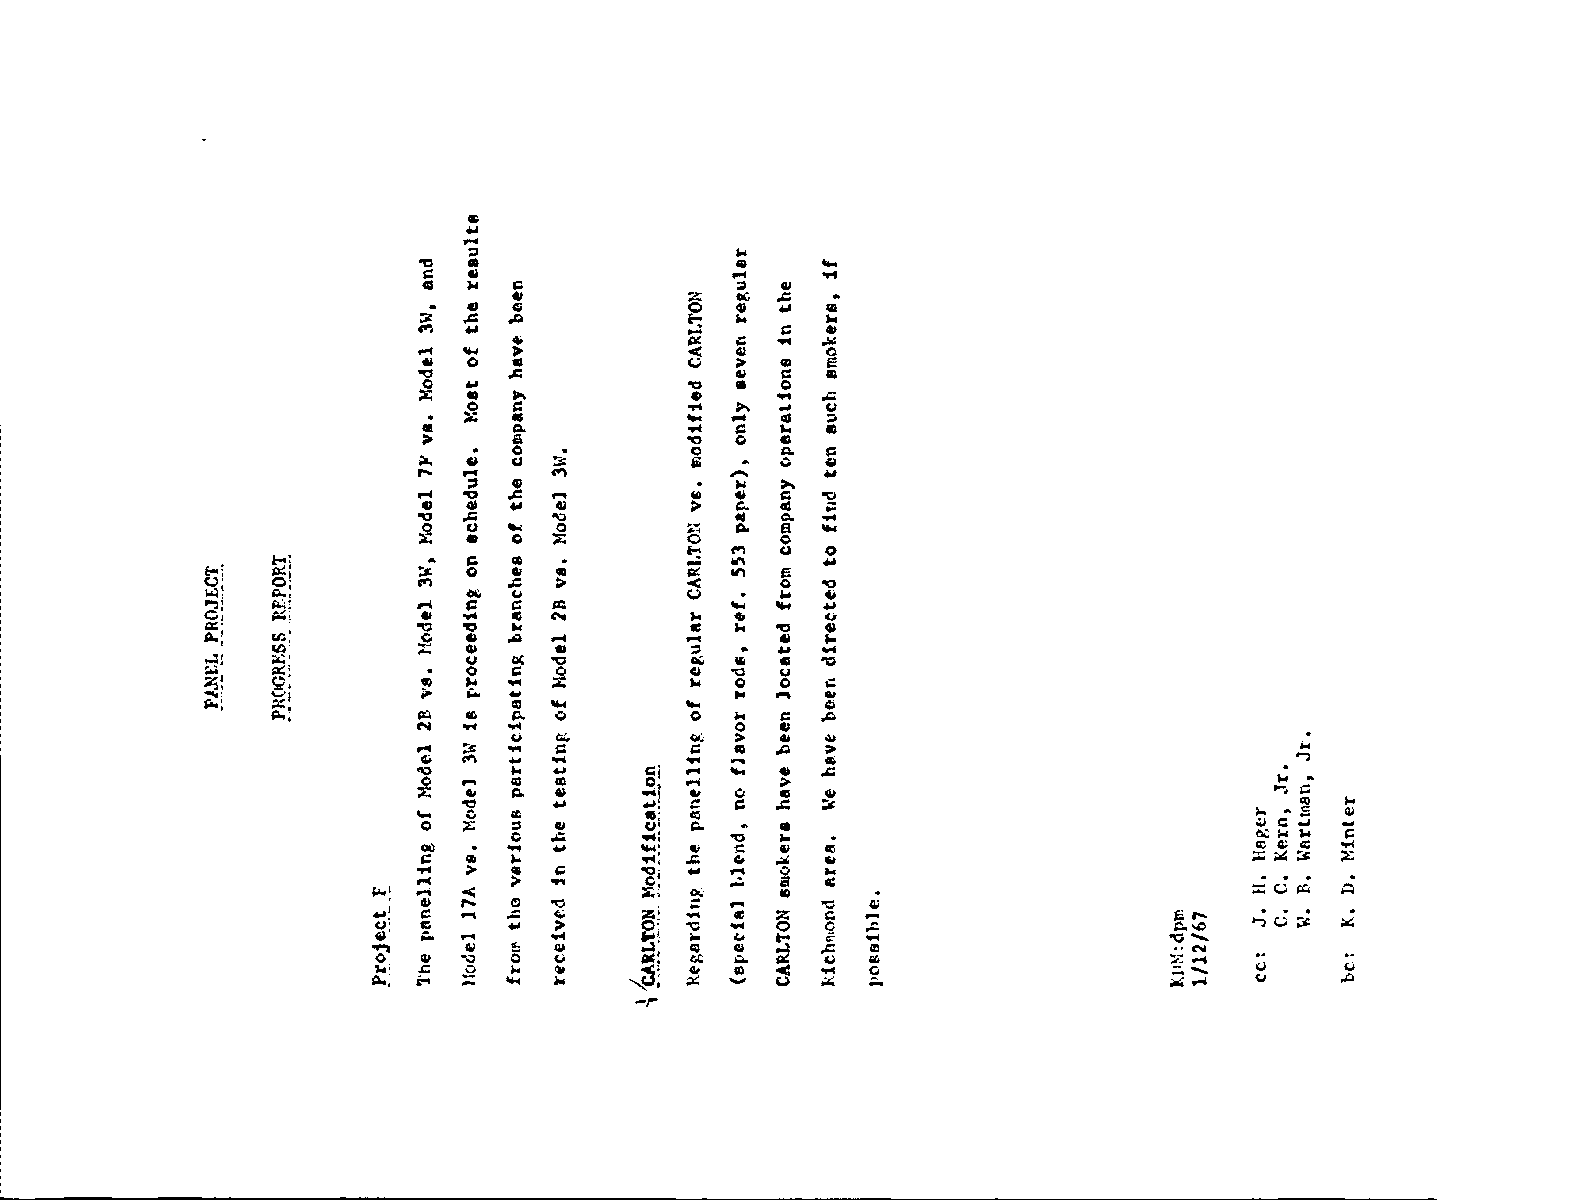 PANEL PROJECT
PROGRESS REPORT
Project F
The panelling of Model 2B vs. Model 3W, Model 7F vs. Model 3W, and
Model 17A vs. Model 3W is proceeding on schedule. Most of the results
from the various participating branches of the company have been
received in the testing of Model 2B vs. Model 3W.
CARLTON Modification
Regarding the panelling of regular CARLTON vs. modified CARLTON
(special blend, no flavor rods, ref. 553 paper), only seven regular
CARLTON smokers have been located from company operations in the
Richmond area. We have been directed to find ten such smokers, if
possible.
KDM:dpm
1/12/67
cc: J. H. Hager
C. C. Kern, Jr.
W. B. Wartman, Jr.
bc: K. D. Minter